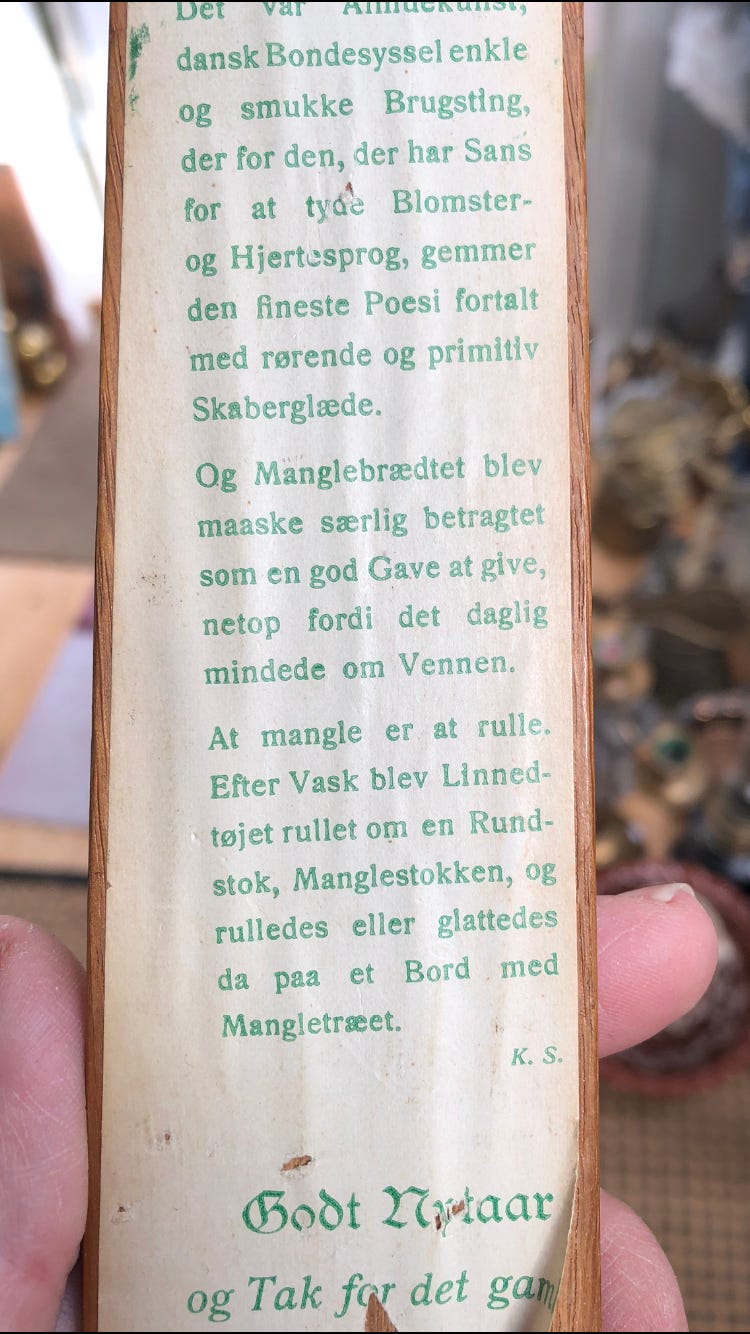 Det var Almuekunst,
dansk Bondesyssel enkle
og smukke Brugsting,
der for den, der har Sans
for at tyde Blomster-
og Hjertesprog, gemmer
den fineste Poesi fortalt
med rørende og primitiv
Skaberglæde.
Og Manglebrædtet blev
maaske særlig betragtet
som en god Gave at give,
netop fordi det daglig
mindede om Vennen.
At mangle er at rulle.
Efter Vask blev Linned-
tøjet rullet om en Rund-
stok, Manglestokken, og
rulledes eller glattedes
da paa et Bord med
Mangletræet.
K. S.
Godt Nytaar
og Tak for det gam